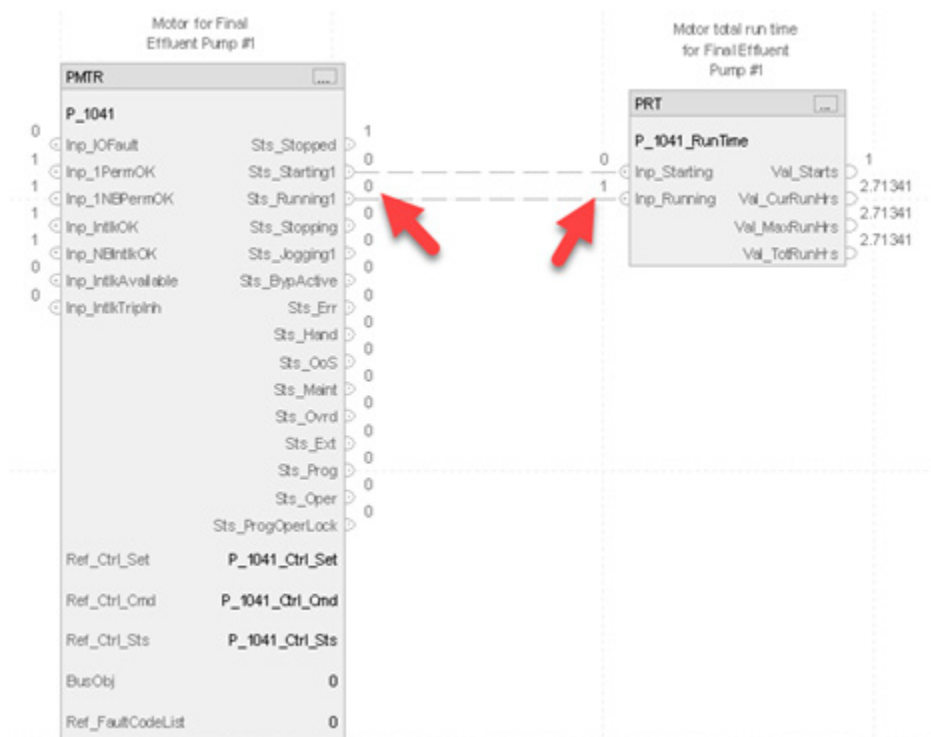 Motor for Final
Effluent Pump #1
PMTR
...
P_1041
0 Inp_IOFault Sts_Stopped 1
1 Inp_1PermOK Sts_Starting1 0
1 Inp_1NBPermOK Sts_Running1 0
1 Inp_IntlkOK Sts_Stopping 0
1 Inp_NBIntlkOK Sts_Jogging1 0
0 Inp_IntlkAvailable Sts_BypActive 0
0 Inp_IntlkTripInh Sts_Err 0
Sts_Hand 0
Sts_OoS 0
Sts_Maint 0
Sts_Ovrd 0
Sts_Ext 0
Sts_Prog 0
Sts_Oper 0
Sts_ProgOperLock 0
Ref_Ctrl_Set P_1041_Ctrl_Set
Ref_Ctrl_Cmd P_1041_Ctrl_Cmd
Ref_Ctrl_Sts P_1041_Ctrl_Sts
BusObj 0
Ref_FaultCodeList 0
Motor total run time
for Final Effluent
Pump #1
PRT
...
P_1041_RunTime
0 Inp_Starting Val_Starts 1
1 Inp_Running Val_CurRunHrs 2.71341
Val_MaxRunHrs 2.71341
Val_TotRunHrs 2.71341